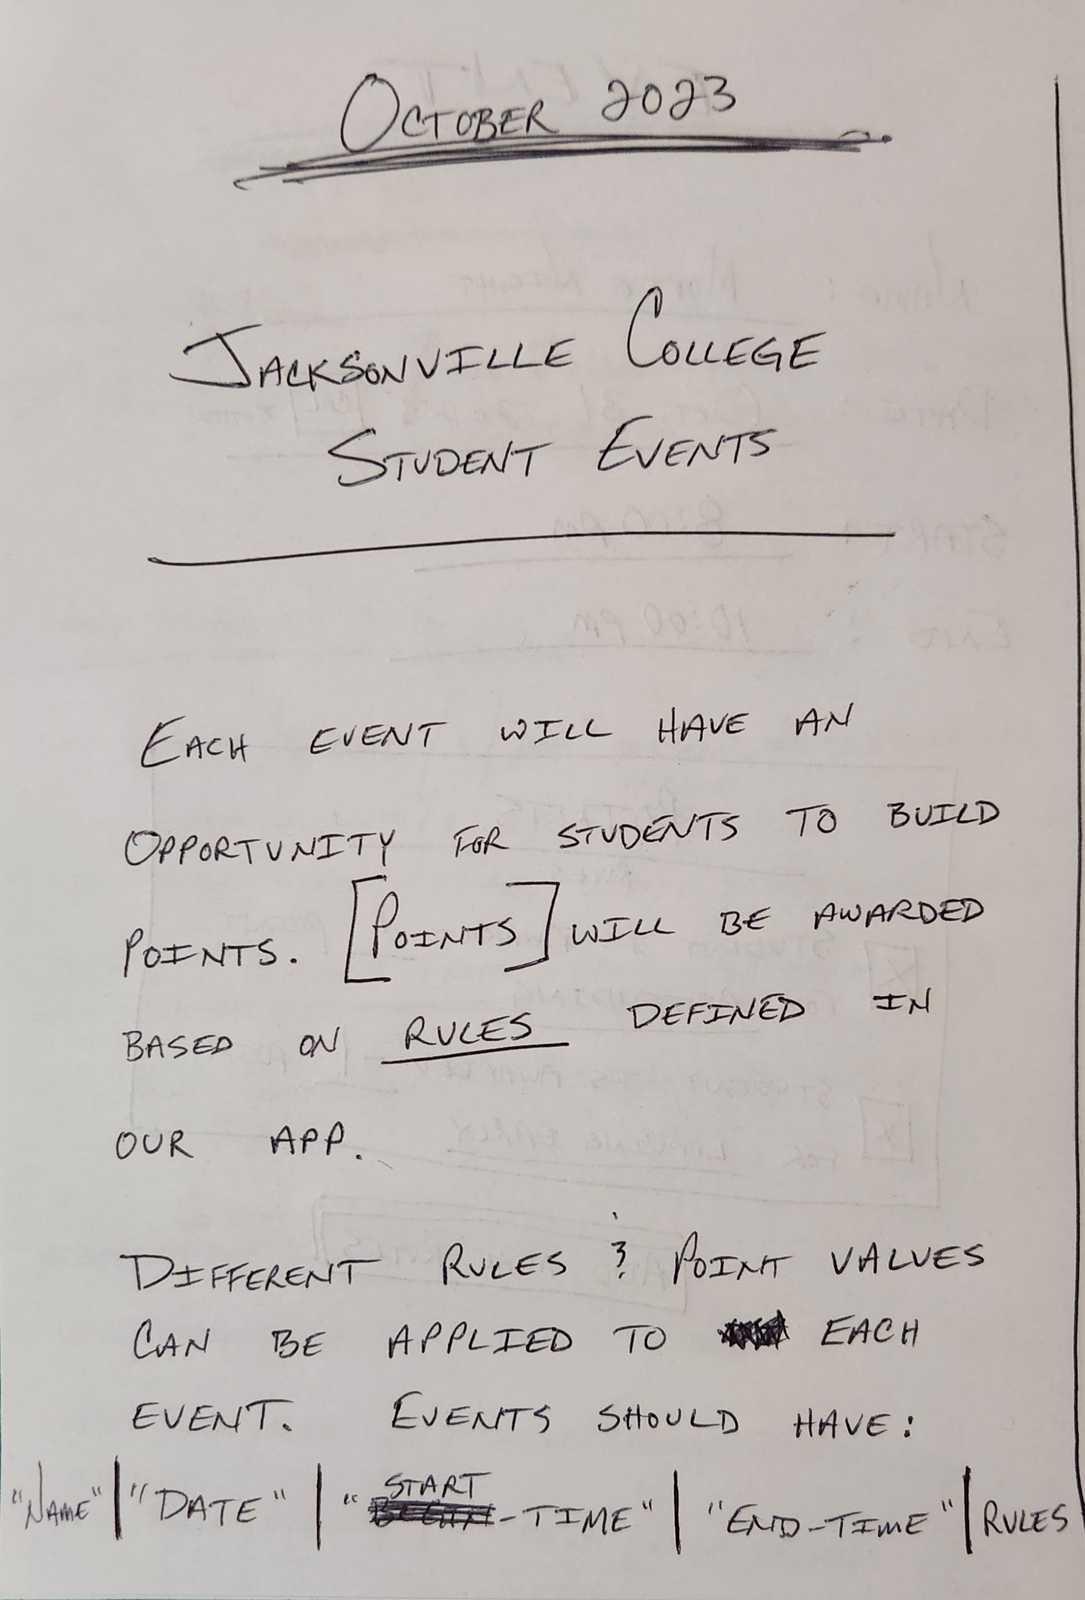 OCTOBER 2023
JACKSONVILLE COLLEGE
STUDENT EVENTS
EACH EVENT WILL HAVE AN
OPPORTUNITY FOR STUDENTS TO BUILD
POINTS. [POINTS] WILL BE AWARDED
BASED ON RULES DEFINED IN
OUR APP.
DIFFERENT RULES & POINT VALUES
CAN BE APPLIED TO EACH
EVENT. EVENTS SHOULD HAVE:
"NAME" | "DATE" | "START-TIME" | "END-TIME" | RULES